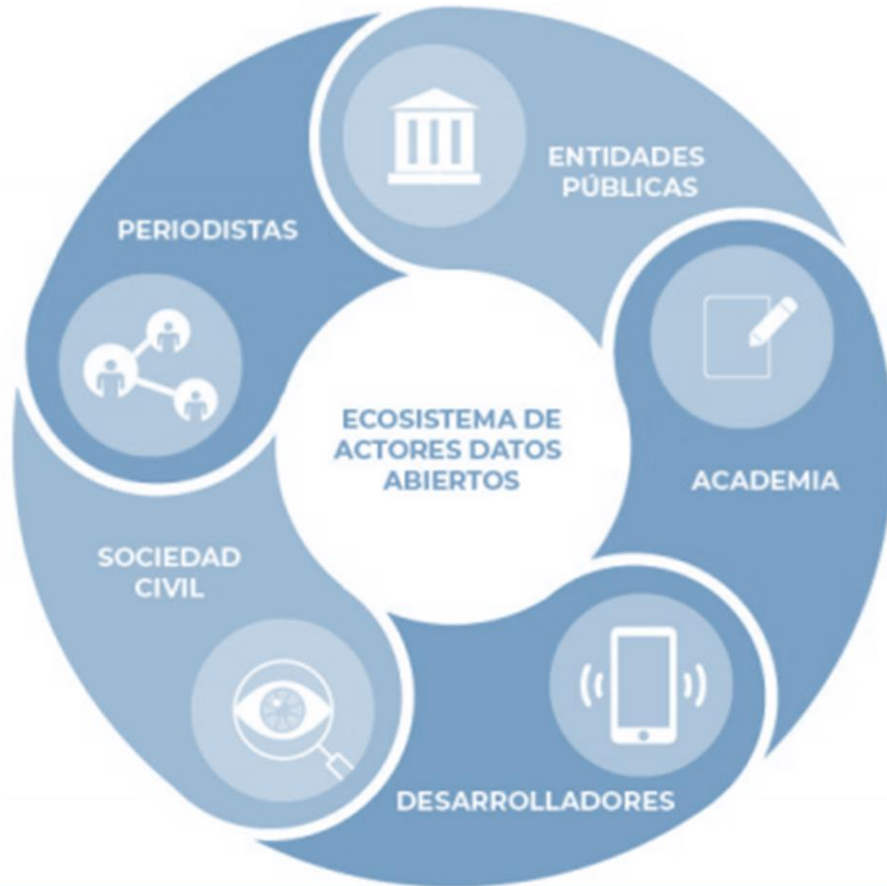 ENTIDADES
PÚBLICAS
PERIODISTAS
ECOSISTEMA DE
ACTORES DATOS
ABIERTOS
ACADEMIA
SOCIEDAD
CIVIL
DESARROLLADORES